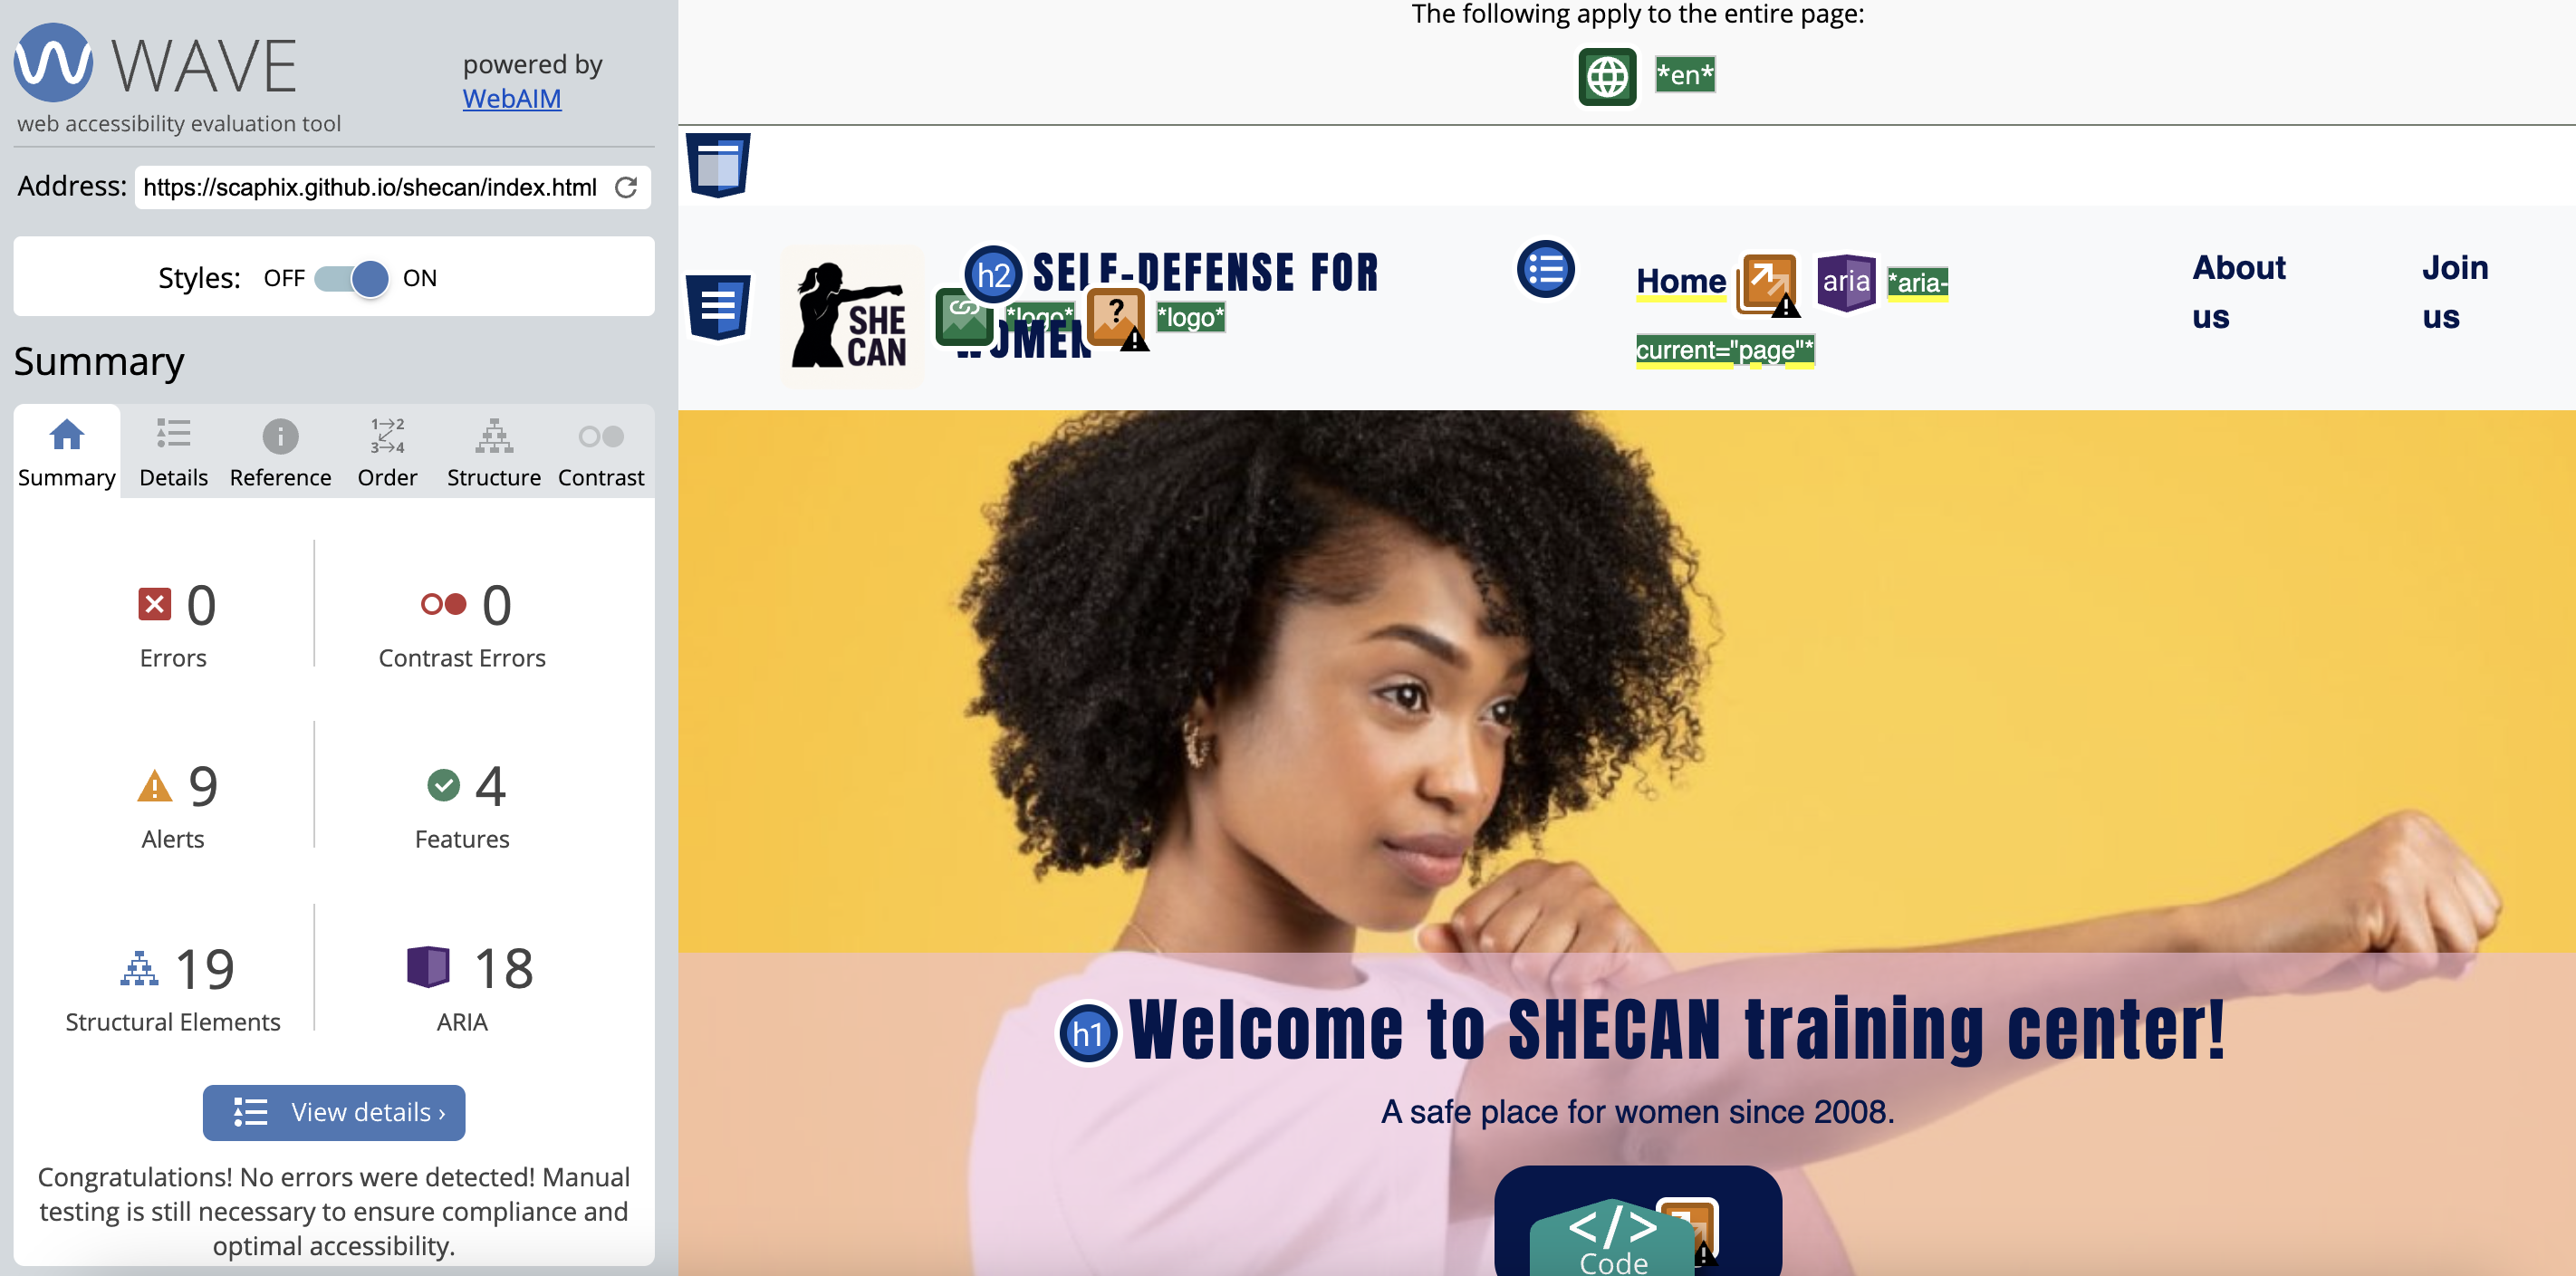 WAVE
powered by
WebAIM
web accessibility evaluation tool
Address: https://scaphix.github.io/shecan/index.html
Styles: OFF ON
Summary
Summary Details Reference Order Structure Contrast
1→2
3→4
0 0
Errors Contrast Errors
9 4
Alerts Features
19 18
Structural Elements ARIA
View details ›
Congratulations! No errors were detected! Manual
testing is still necessary to ensure compliance and
optimal accessibility.
The following apply to the entire page:
*en*
SHE
CAN
h2 SELF-DEFENSE FOR
*logo* ? *logo*
WOMEN
Home aria *aria-
current="page"*
About
us
Join
us
h1 Welcome to SHECAN training center!
A safe place for women since 2008.
</>
Code